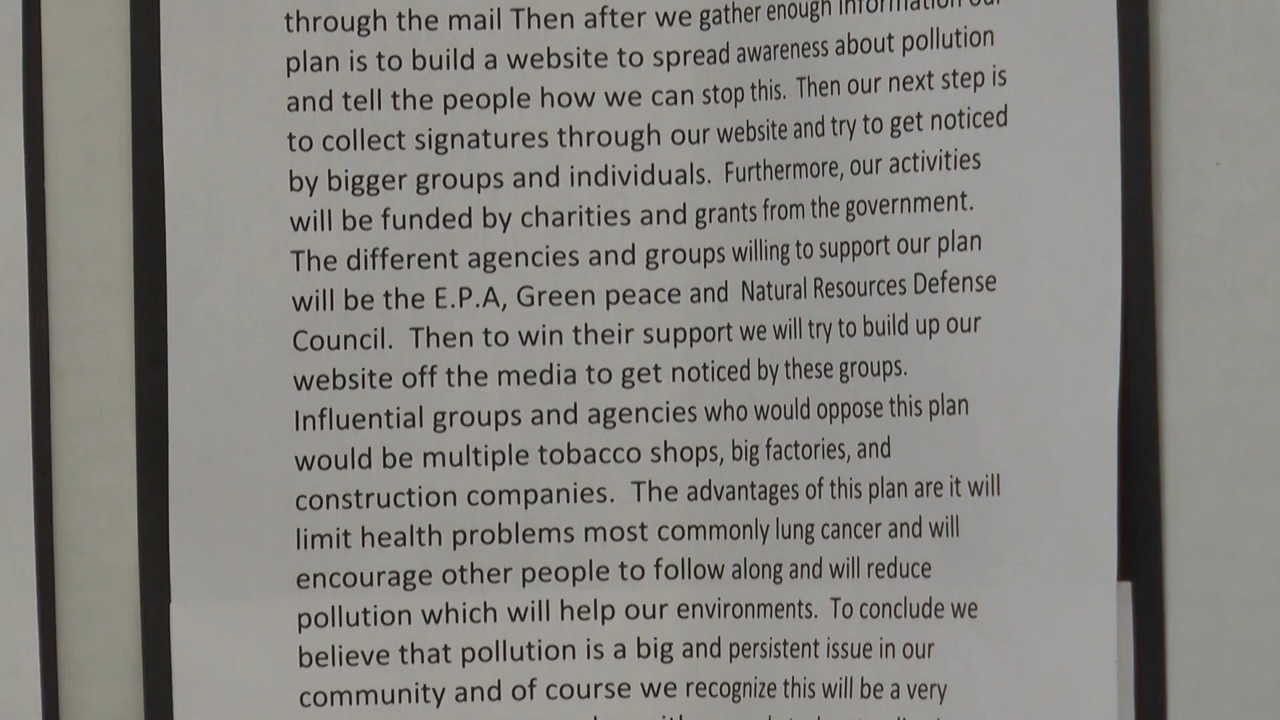 through the mail Then after we gather enough information our
plan is to build a website to spread awareness about pollution
and tell the people how we can stop this. Then our next step is
to collect signatures through our website and try to get noticed
by bigger groups and individuals. Furthermore, our activities
will be funded by charities and grants from the government.
The different agencies and groups willing to support our plan
will be the E.P.A, Green peace and Natural Resources Defense
Council. Then to win their support we will try to build up our
website off the media to get noticed by these groups.
Influential groups and agencies who would oppose this plan
would be multiple tobacco shops, big factories, and
construction companies. The advantages of this plan are it will
limit health problems most commonly lung cancer and will
encourage other people to follow along and will reduce
pollution which will help our environments. To conclude we
believe that pollution is a big and persistent issue in our
community and of course we recognize this will be a very